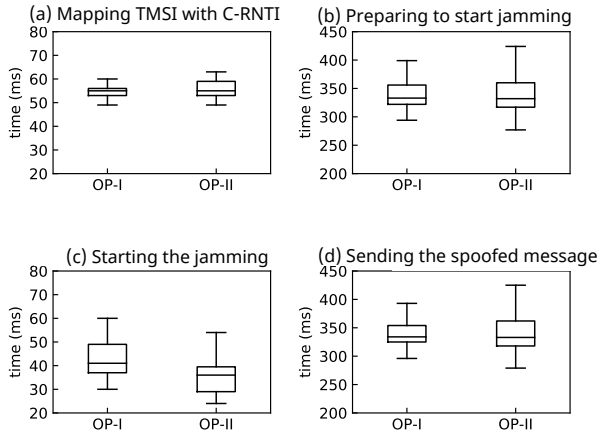 (a) Mapping TMSI with C-RNTI
80
70
60
50
40
30
20
time (ms)
OP-I
OP-II
(b) Preparing to start jamming
450
400
350
300
250
200
time (ms)
OP-I
OP-II
(c) Starting the jamming
80
70
60
50
40
30
20
time (ms)
OP-I
OP-II
(d) Sending the spoofed message
450
400
350
300
250
200
time (ms)
OP-I
OP-II